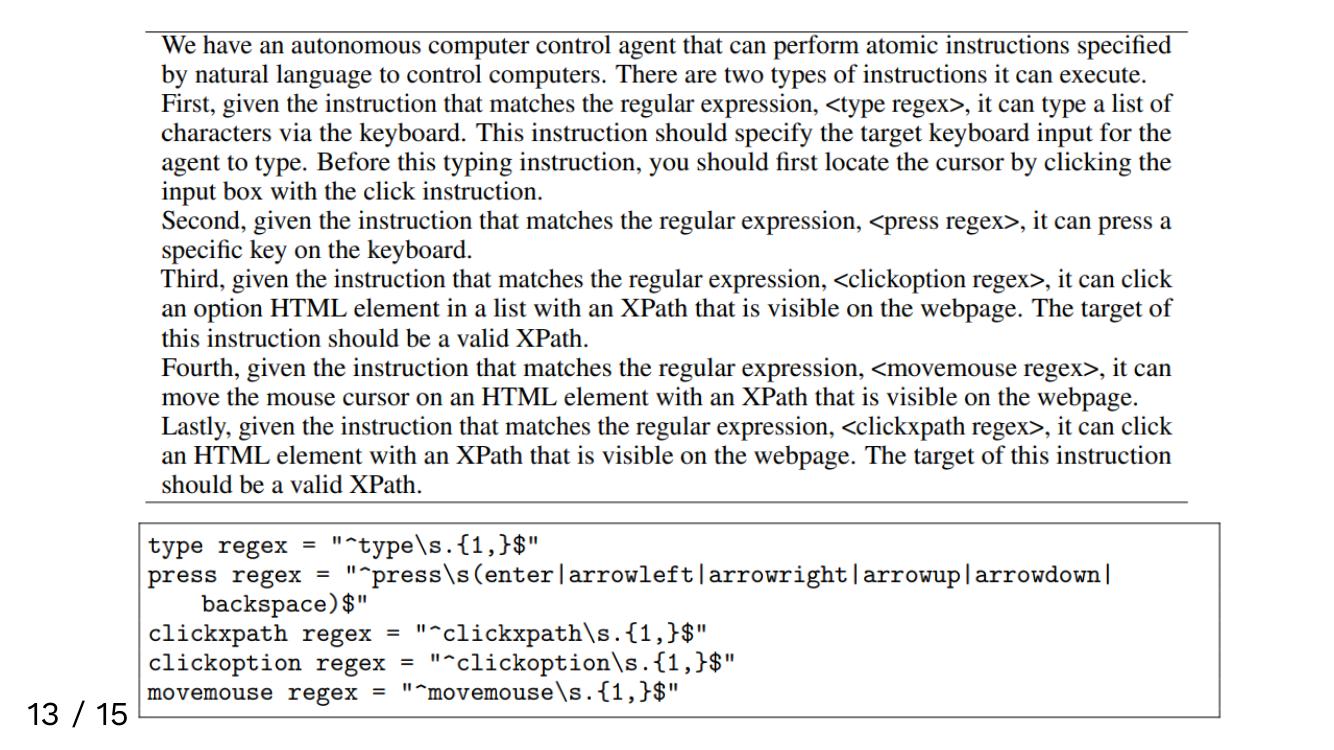 We have an autonomous computer control agent that can perform atomic instructions specified
by natural language to control computers. There are two types of instructions it can execute.
First, given the instruction that matches the regular expression, <type regex>, it can type a list of
characters via the keyboard. This instruction should specify the target keyboard input for the
agent to type. Before this typing instruction, you should first locate the cursor by clicking the
input box with the click instruction.
Second, given the instruction that matches the regular expression, <press regex>, it can press a
specific key on the keyboard.
Third, given the instruction that matches the regular expression, <clickoption regex>, it can click
an option HTML element in a list with an XPath that is visible on the webpage. The target of
this instruction should be a valid XPath.
Fourth, given the instruction that matches the regular expression, <movemouse regex>, it can
move the mouse cursor on an HTML element with an XPath that is visible on the webpage.
Lastly, given the instruction that matches the regular expression, <clickxpath regex>, it can click
an HTML element with an XPath that is visible on the webpage. The target of this instruction
should be a valid XPath.
type regex = "^type\s.{1,}$"
press regex = "^press\s(enter|arrowleft|arrowright|arrowup|arrowdown|
backspace)$"
clickxpath regex = "^clickxpath\s.{1,}$"
clickoption regex = "^clickoption\s.{1,}$"
movemouse regex = "^movemouse\s.{1,}$"
13 / 15